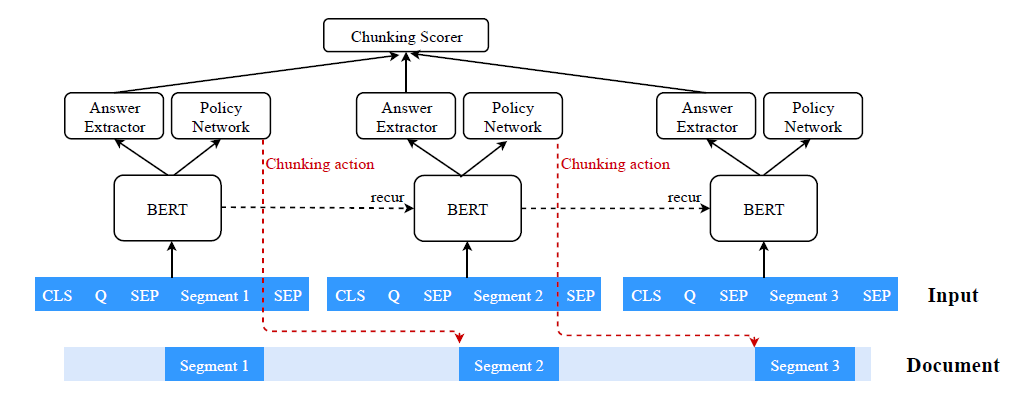 Chunking Scorer
Answer
Extractor
Policy
Network
Answer
Extractor
Policy
Network
Answer
Extractor
Policy
Network
Chunking action
Chunking action
BERT
recur
BERT
recur
BERT
CLS Q SEP Segment 1 SEP
CLS Q SEP Segment 2 SEP
CLS Q SEP Segment 3 SEP
Input
Segment 1
Segment 2
Segment 3
Document